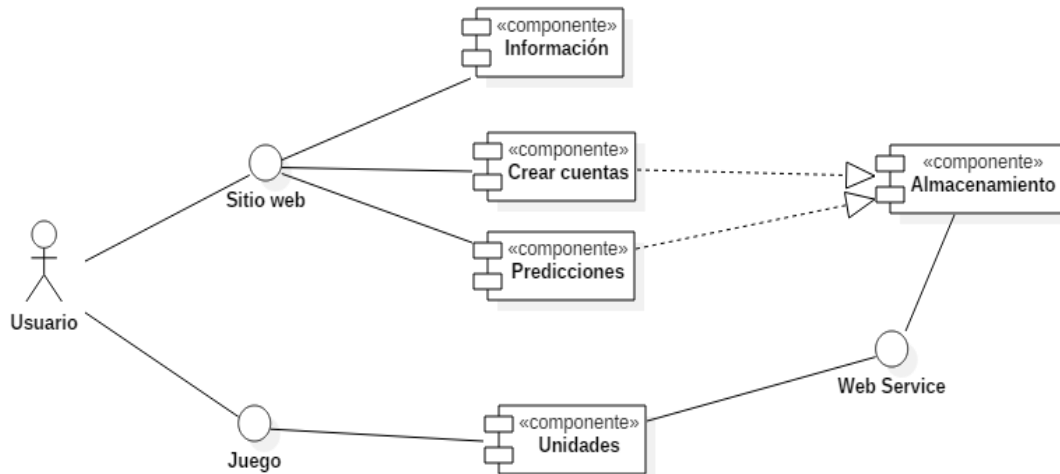 «componente»
Información
«componente»
Crear cuentas
«componente»
Almacenamiento
Sitio web
«componente»
Predicciones
Usuario
Web Service
«componente»
Unidades
Juego